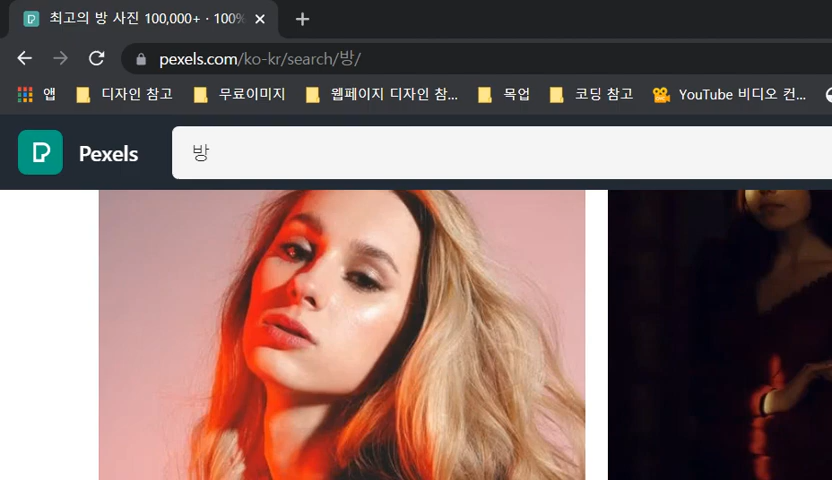 최고의 방 사진 100,000+ · 100%
pexels.com/ko-kr/search/방/
앱 디자인 참고 무료이미지 웹페이지 디자인 참... 목업 코딩 참고 YouTube 비디오 컨...
Pexels 방